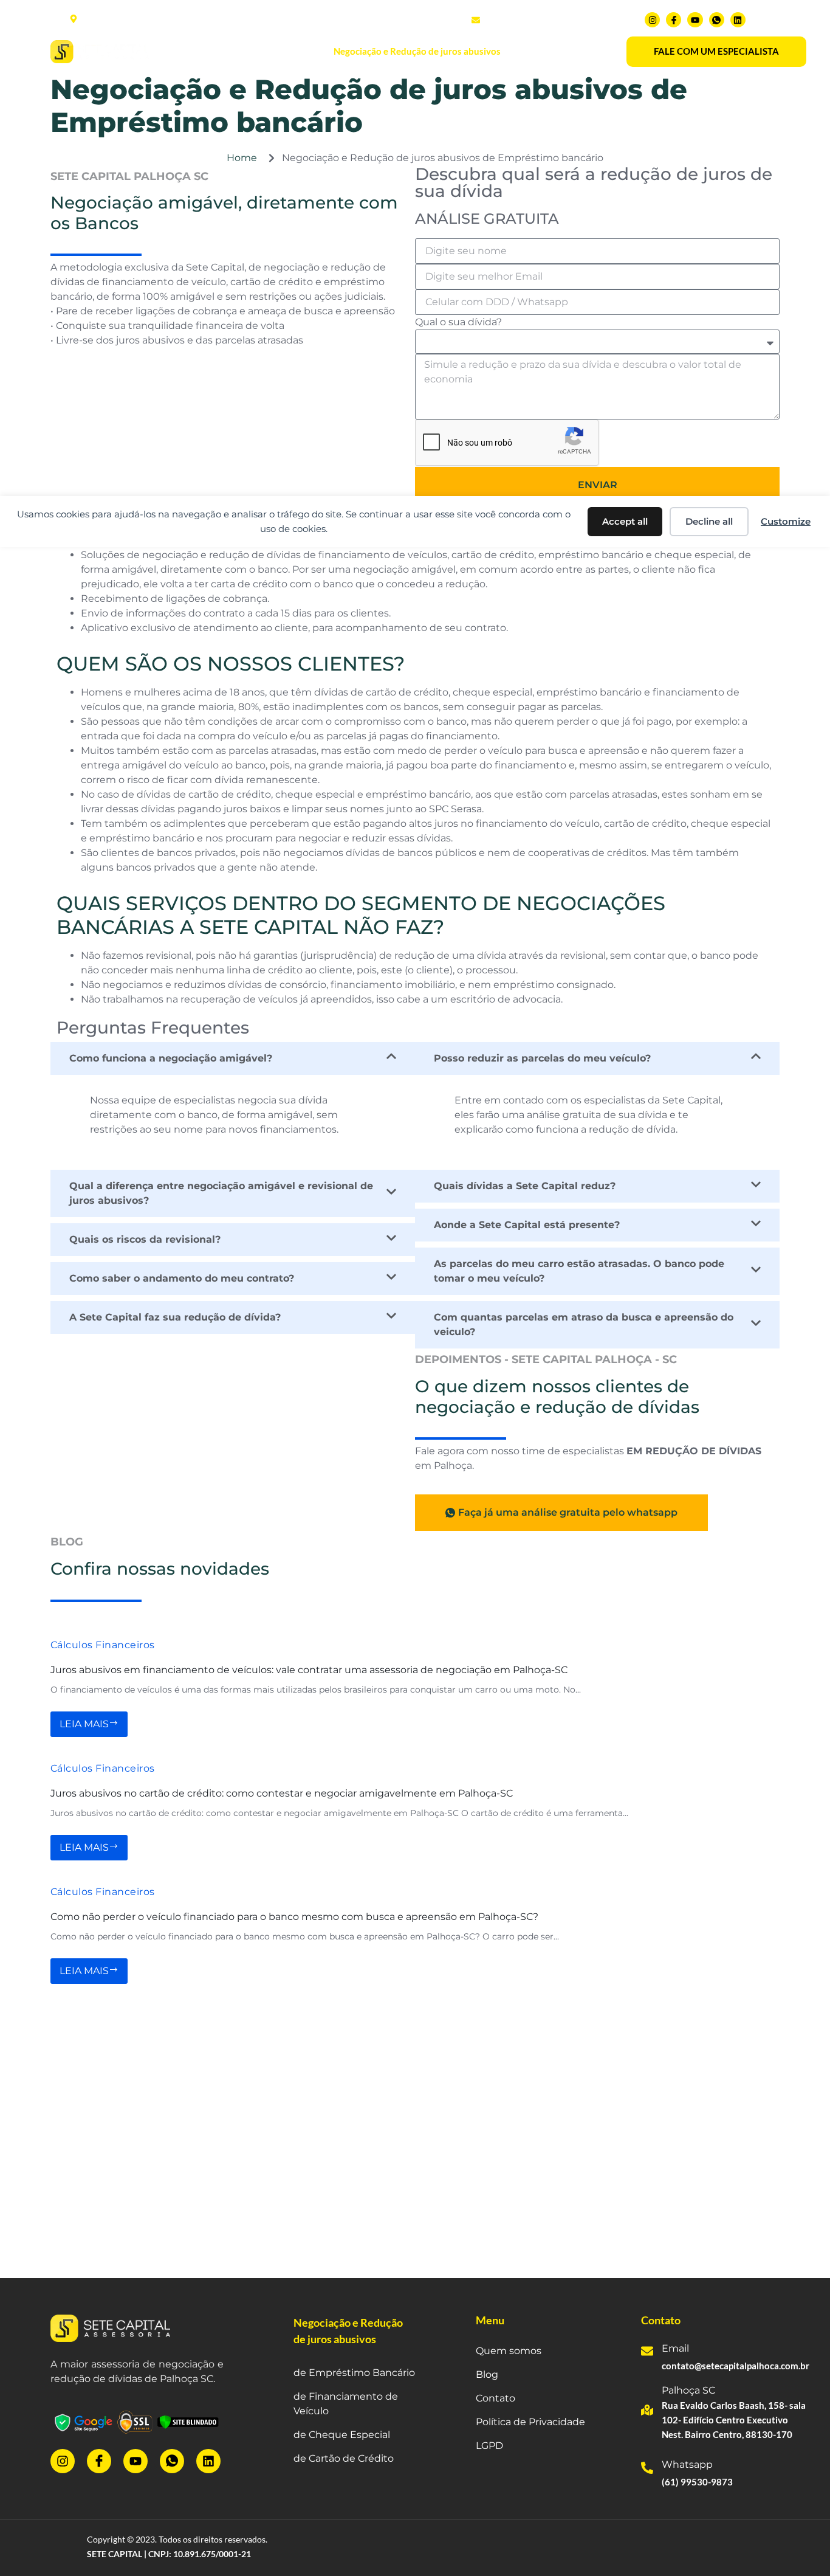 Negociação e Redução de juros abusivos
FALE COM UM ESPECIALISTA
Negociação e Redução de juros abusivos de
Empréstimo bancário
Home
Negociação e Redução de juros abusivos de Empréstimo bancário
SETE CAPITAL PALHOÇA SC
Negociação amigável, diretamente com
os Bancos
A metodologia exclusiva da Sete Capital, de negociação e redução de
dívidas de financiamento de veículo, cartão de crédito e empréstimo
bancário, de forma 100% amigável e sem restrições ou ações judiciais.
• Pare de receber ligações de cobrança e ameaça de busca e apreensão
• Conquiste sua tranquilidade financeira de volta
• Livre-se dos juros abusivos e das parcelas atrasadas
Descubra qual será a redução de juros de
sua dívida
ANÁLISE GRATUITA
Digite seu nome
Digite seu melhor Email
Celular com DDD / Whatsapp
Qual o sua dívida?
Simule a redução e prazo da sua dívida e descubra o valor total de
economia
Não sou um robô
reCAPTCHA
ENVIAR
Usamos cookies para ajudá-los na navegação e analisar o tráfego do site. Se continuar a usar esse site você concorda com o
uso de cookies.
Accept all
Decline all
Customize
Soluções de negociação e redução de dívidas de financiamento de veículos, cartão de crédito, empréstimo bancário e cheque especial, de
forma amigável, diretamente com o banco. Por ser uma negociação amigável, em comum acordo entre as partes, o cliente não fica
prejudicado, ele volta a ter carta de crédito com o banco que o concedeu a redução.
Recebimento de ligações de cobrança.
Envio de informações do contrato a cada 15 dias para os clientes.
Aplicativo exclusivo de atendimento ao cliente, para acompanhamento de seu contrato.
QUEM SÃO OS NOSSOS CLIENTES?
Homens e mulheres acima de 18 anos, que têm dívidas de cartão de crédito, cheque especial, empréstimo bancário e financiamento de
veículos que, na grande maioria, 80%, estão inadimplentes com os bancos, sem conseguir pagar as parcelas.
São pessoas que não têm condições de arcar com o compromisso com o banco, mas não querem perder o que já foi pago, por exemplo: a
entrada que foi dada na compra do veículo e/ou as parcelas já pagas do financiamento.
Muitos também estão com as parcelas atrasadas, mas estão com medo de perder o veículo para busca e apreensão e não querem fazer a
entrega amigável do veículo ao banco, pois, na grande maioria, já pagou boa parte do financiamento e, mesmo assim, se entregarem o veículo,
correm o risco de ficar com dívida remanescente.
No caso de dívidas de cartão de crédito, cheque especial e empréstimo bancário, aos que estão com parcelas atrasadas, estes sonham em se
livrar dessas dívidas pagando juros baixos e limpar seus nomes junto ao SPC Serasa.
Tem também os adimplentes que perceberam que estão pagando altos juros no financiamento do veículo, cartão de crédito, cheque especial
e empréstimo bancário e nos procuram para negociar e reduzir essas dívidas.
São clientes de bancos privados, pois não negociamos dívidas de bancos públicos e nem de cooperativas de créditos. Mas têm também
alguns bancos privados que a gente não atende.
QUAIS SERVIÇOS DENTRO DO SEGMENTO DE NEGOCIAÇÕES
BANCÁRIAS A SETE CAPITAL NÃO FAZ?
Não fazemos revisional, pois não há garantias (jurisprudência) de redução de uma dívida através da revisional, sem contar que, o banco pode
não conceder mais nenhuma linha de crédito ao cliente, pois, este (o cliente), o processou.
Não negociamos e reduzimos dívidas de consórcio, financiamento imobiliário, e nem empréstimo consignado.
Não trabalhamos na recuperação de veículos já apreendidos, isso cabe a um escritório de advocacia.
Perguntas Frequentes
Como funciona a negociação amigável?
Nossa equipe de especialistas negocia sua dívida
diretamente com o banco, de forma amigável, sem
restrições ao seu nome para novos financiamentos.
Qual a diferença entre negociação amigável e revisional de
juros abusivos?
Quais os riscos da revisional?
Como saber o andamento do meu contrato?
A Sete Capital faz sua redução de dívida?
Posso reduzir as parcelas do meu veículo?
Entre em contado com os especialistas da Sete Capital,
eles farão uma análise gratuita de sua dívida e te
explicarão como funciona a redução de dívida.
Quais dívidas a Sete Capital reduz?
Aonde a Sete Capital está presente?
As parcelas do meu carro estão atrasadas. O banco pode
tomar o meu veículo?
Com quantas parcelas em atraso da busca e apreensão do
veiculo?
DEPOIMENTOS - SETE CAPITAL PALHOÇA - SC
O que dizem nossos clientes de
negociação e redução de dívidas
Fale agora com nosso time de especialistas EM REDUÇÃO DE DÍVIDAS
em Palhoça.
Faça já uma análise gratuita pelo whatsapp
BLOG
Confira nossas novidades
Cálculos Financeiros
Juros abusivos em financiamento de veículos: vale contratar uma assessoria de negociação em Palhoça-SC
O financiamento de veículos é uma das formas mais utilizadas pelos brasileiros para conquistar um carro ou uma moto. No...
LEIA MAIS
Cálculos Financeiros
Juros abusivos no cartão de crédito: como contestar e negociar amigavelmente em Palhoça-SC
Juros abusivos no cartão de crédito: como contestar e negociar amigavelmente em Palhoça-SC O cartão de crédito é uma ferramenta...
LEIA MAIS
Cálculos Financeiros
Como não perder o veículo financiado para o banco mesmo com busca e apreensão em Palhoça-SC?
Como não perder o veículo financiado para o banco mesmo com busca e apreensão em Palhoça-SC? O carro pode ser...
LEIA MAIS
SETE CAPITAL
ASSESSORIA
A maior assessoria de negociação e
redução de dívidas de Palhoça SC.
Google
Site Seguro
SSL
SITE BLINDADO
Negociação e Redução
de juros abusivos
de Empréstimo Bancário
de Financiamento de
Veículo
de Cheque Especial
de Cartão de Crédito
Menu
Quem somos
Blog
Contato
Política de Privacidade
LGPD
Contato
Email
contato@setecapitalpalhoca.com.br
Palhoça SC
Rua Evaldo Carlos Baash, 158- sala
102- Edifício Centro Executivo
Nest. Bairro Centro, 88130-170
Whatsapp
(61) 99530-9873
Copyright © 2023. Todos os direitos reservados.
SETE CAPITAL | CNPJ: 10.891.675/0001-21